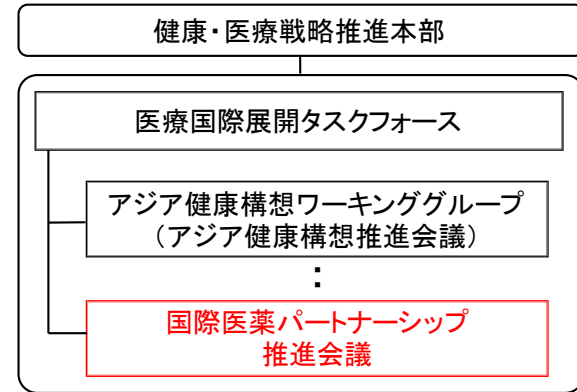 健康・医療戦略推進本部
医療国際展開タスクフォース
アジア健康構想ワーキンググループ
（アジア健康構想推進会議）
：
国際医薬パートナーシップ
推進会議